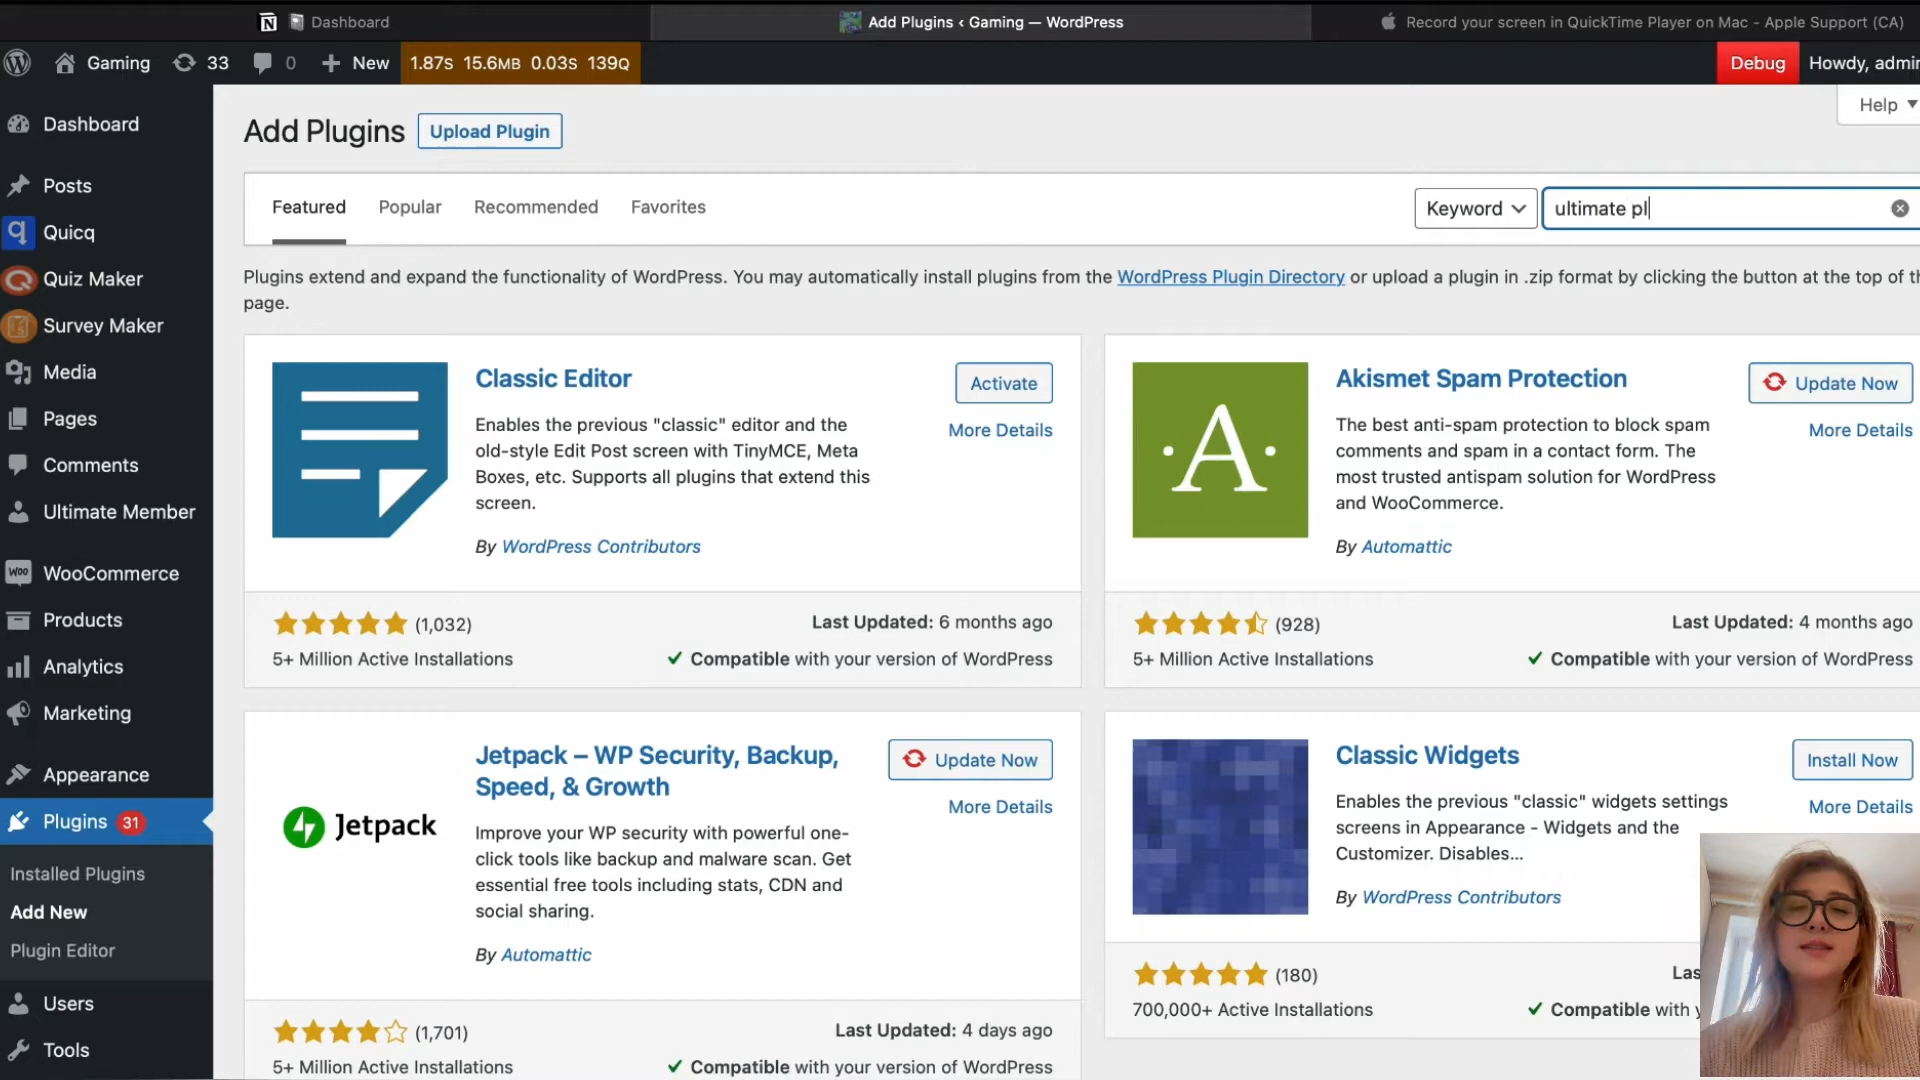 Dashboard
Add Plugins ‹ Gaming — WordPress
Record your screen in QuickTime Player on Mac - Apple Support (CA)
Gaming
33
0
New
1.87S 15.6MB 0.03S 139Q
Debug
Howdy, admin
Help
Dashboard
Posts
Quicq
Quiz Maker
Survey Maker
Media
Pages
Comments
Ultimate Member
WooCommerce
Products
Analytics
Marketing
Appearance
Plugins 31
Installed Plugins
Add New
Plugin Editor
Users
Tools
Add Plugins
Upload Plugin
Featured
Popular
Recommended
Favorites
Keyword
ultimate pl
Plugins extend and expand the functionality of WordPress. You may automatically install plugins from the WordPress Plugin Directory or upload a plugin in .zip format by clicking the button at the top of
page.
Classic Editor
Activate
More Details
Enables the previous "classic" editor and the
old-style Edit Post screen with TinyMCE, Meta
Boxes, etc. Supports all plugins that extend this
screen.
By WordPress Contributors
(1,032)
5+ Million Active Installations
Last Updated: 6 months ago
Compatible with your version of WordPress
Akismet Spam Protection
Update Now
More Details
The best anti-spam protection to block spam
comments and spam in a contact form. The
most trusted antispam solution for WordPress
and WooCommerce.
By Automattic
(928)
5+ Million Active Installations
Last Updated: 4 months ago
Compatible with your version of WordPress
Jetpack
Jetpack – WP Security, Backup,
Speed, & Growth
Update Now
More Details
Improve your WP security with powerful one-
click tools like backup and malware scan. Get
essential free tools including stats, CDN and
social sharing.
By Automattic
(1,701)
5+ Million Active Installations
Last Updated: 4 days ago
Compatible with your version of WordPress
Classic Widgets
Install Now
More Details
Enables the previous "classic" widgets settings
screens in Appearance - Widgets and the
Customizer. Disables...
By WordPress Contributors
(180)
700,000+ Active Installations
Compatible with